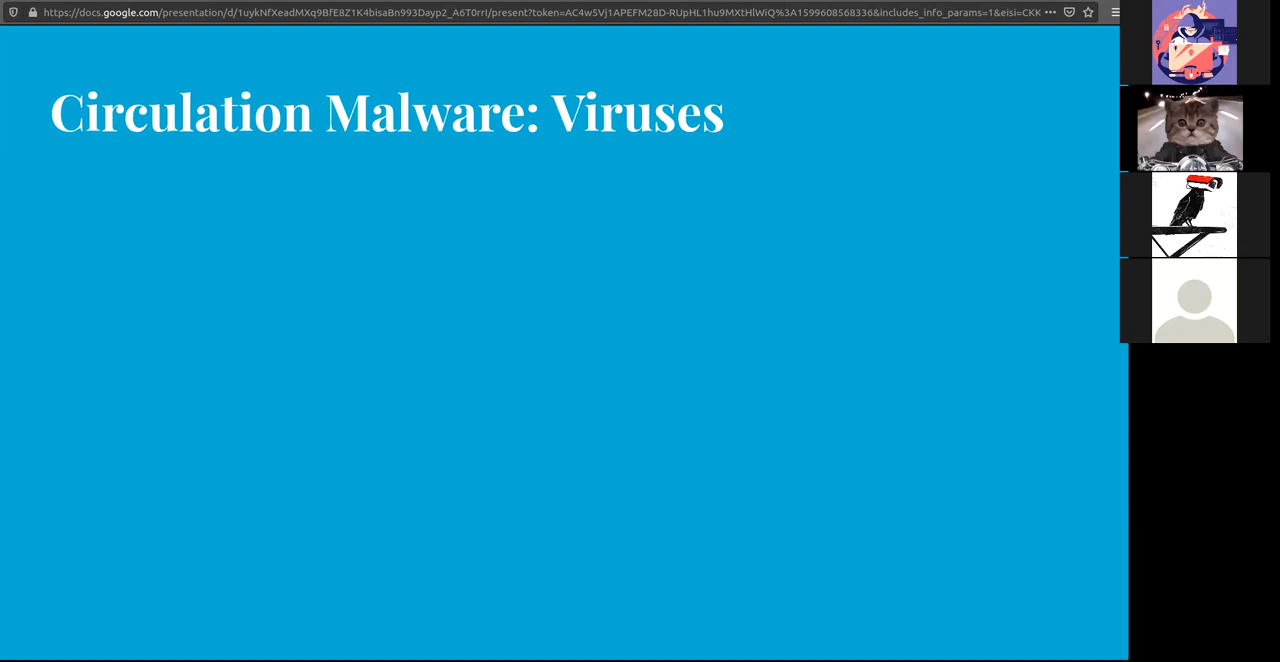 https://docs.google.com/presentation/d/1uykNfXeadMXq9BfE8Z1K4bisaBn993Dayp2_A6T0rrI/present?token=AC4w5Vj1APEFM28D-RUpHL1hu9MXtHlWiQ%3A1599608568336&includes_info_params=1&eisi=CKK
Circulation Malware: Viruses